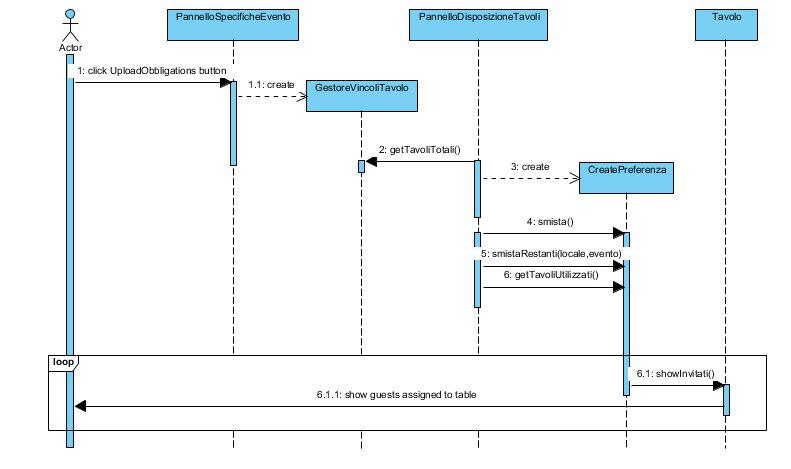 PannelloSpecificheEvento
PannelloDisposizioneTavoli
Tavolo
Actor
1: click UploadObbligations button
1.1: create
GestoreVincoliTavolo
2: getTavoliTotali()
3: create
CreatePreferenza
4: smista()
5: smistaRestanti(locale,evento)
6: getTavoliUtilizzati()
loop
6.1: showInvitati()
6.1.1: show guests assigned to table